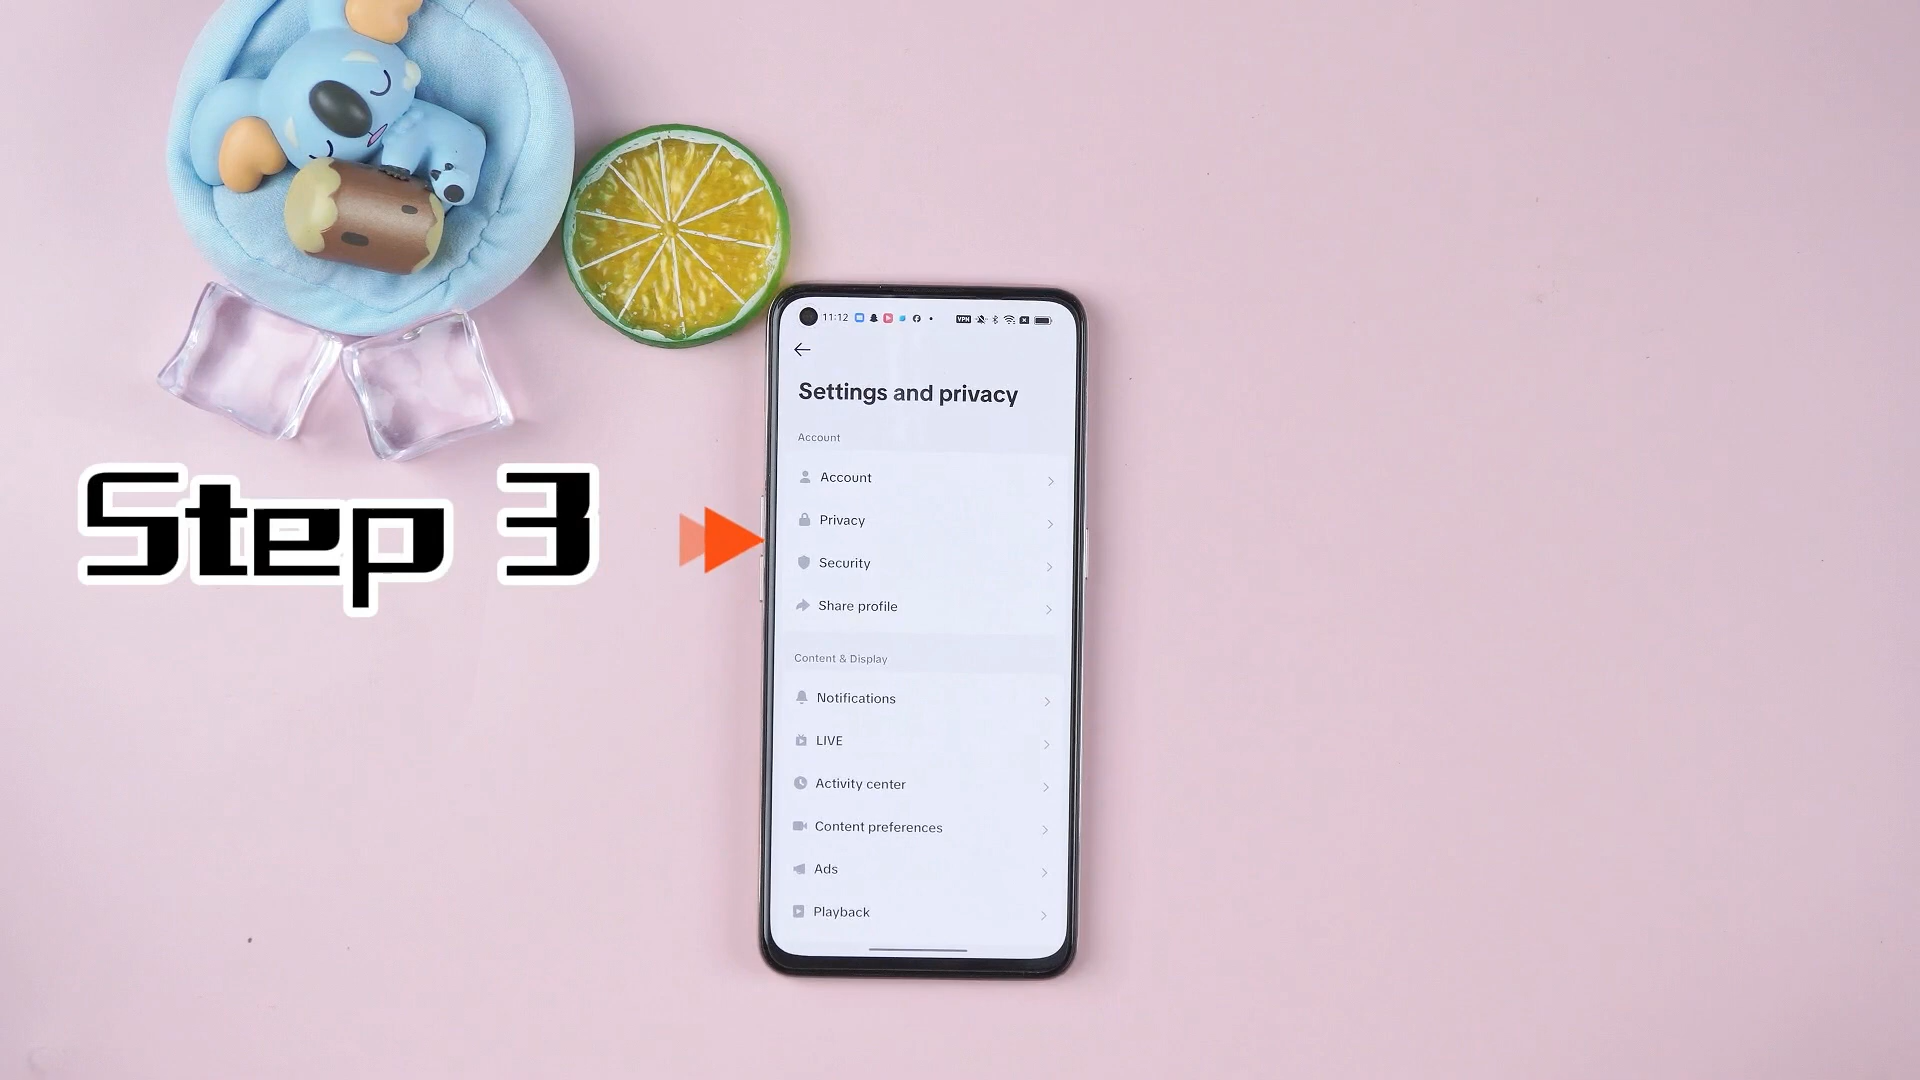 11:12
VPN
Settings and privacy
Account
Account
Privacy
Security
Share profile
Step 3
Content & Display
Notifications
LIVE
Activity center
Content preferences
Ads
Playback